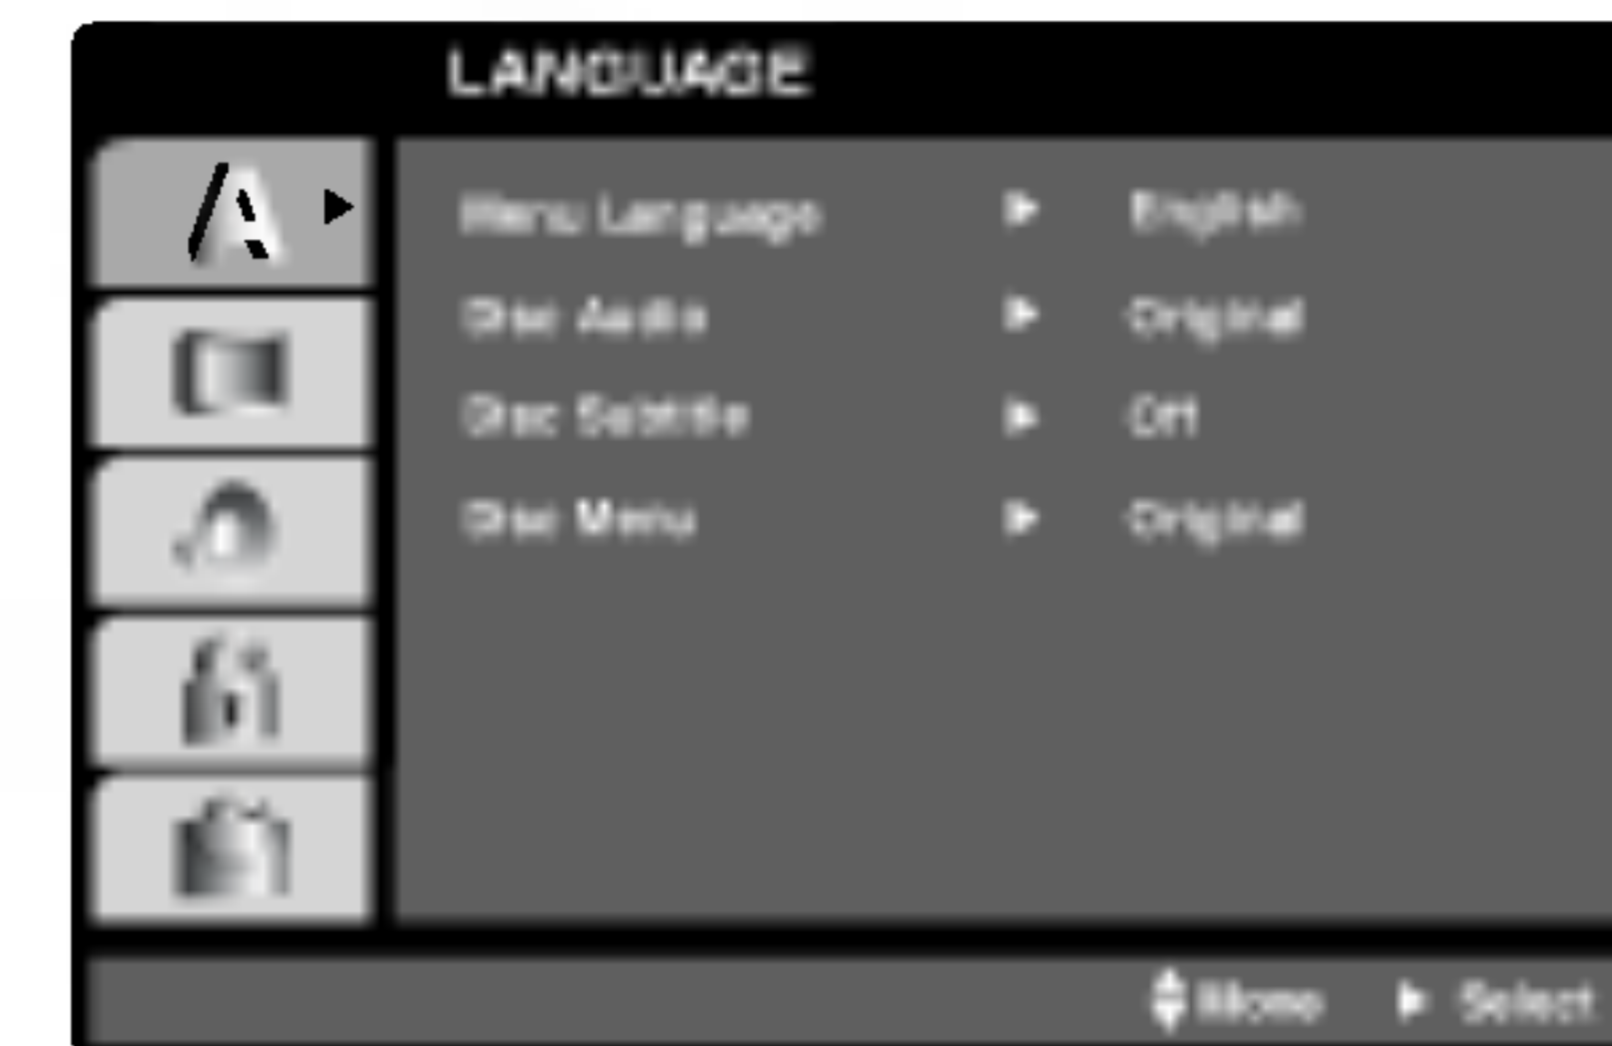 LANGUAGE
Menu Language ▶ English
Disc Audio ▶ Original
Disc Subtitle ▶ Off
Disc Menu ▶ Original
Move ▶ Select